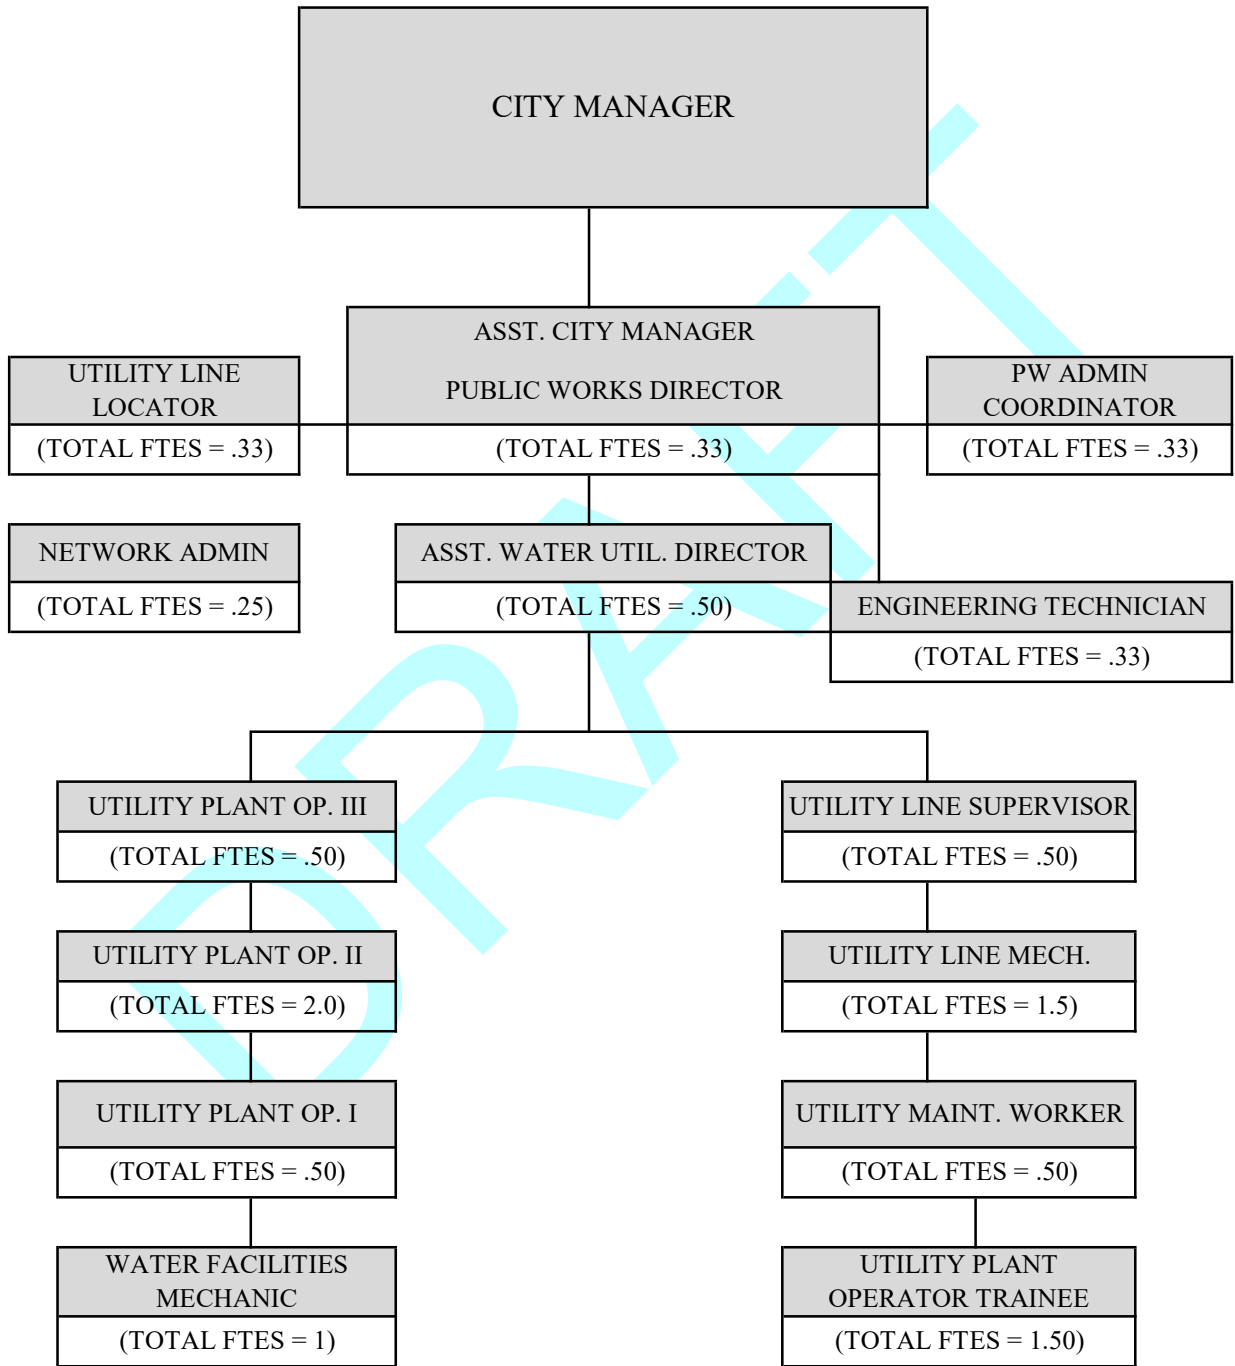 CITY MANAGER
ASST. CITY MANAGER
PUBLIC WORKS DIRECTOR
(TOTAL FTES = .33)
UTILITY LINE
LOCATOR
(TOTAL FTES = .33)
PW ADMIN
COORDINATOR
(TOTAL FTES = .33)
NETWORK ADMIN
(TOTAL FTES = .25)
ASST. WATER UTIL. DIRECTOR
(TOTAL FTES = .50)
ENGINEERING TECHNICIAN
(TOTAL FTES = .33)
UTILITY PLANT OP. III
(TOTAL FTES = .50)
UTILITY PLANT OP. II
(TOTAL FTES = 2.0)
UTILITY PLANT OP. I
(TOTAL FTES = .50)
WATER FACILITIES
MECHANIC
(TOTAL FTES = 1)
UTILITY LINE SUPERVISOR
(TOTAL FTES = .50)
UTILITY LINE MECH.
(TOTAL FTES = 1.5)
UTILITY MAINT. WORKER
(TOTAL FTES = .50)
UTILITY PLANT
OPERATOR TRAINEE
(TOTAL FTES = 1.50)
DRAFT